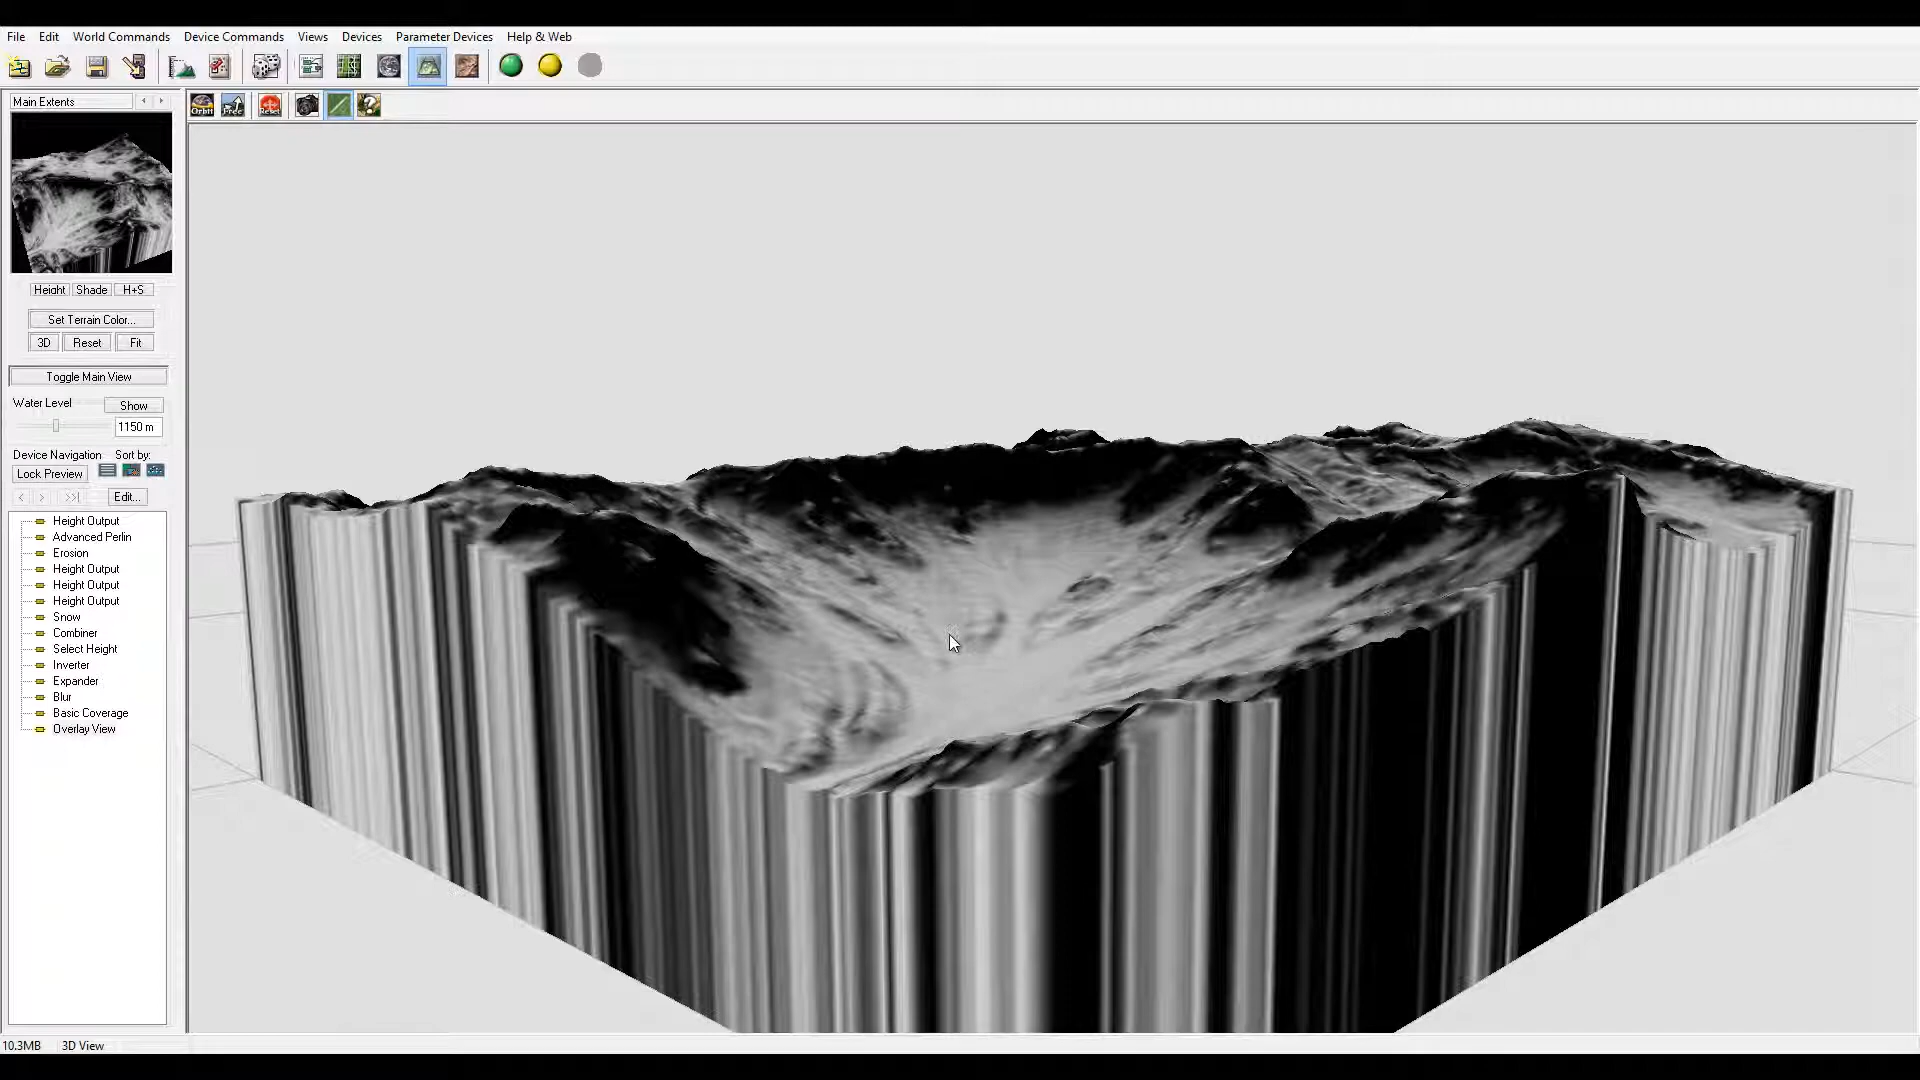 File Edit World Commands Device Commands Views Devices Parameter Devices Help & Web
Main Extents
Orbit Free Reset
Height Shade H+S
Set Terrain Color...
3D Reset Fit
Toggle Main View
Water Level Show
1150 m
Device Navigation Sort by:
Lock Preview
Edit...
Height Output
Advanced Perlin
Erosion
Height Output
Height Output
Height Output
Snow
Combiner
Select Height
Inverter
Expander
Blur
Basic Coverage
Overlay View
10.3MB 3D View